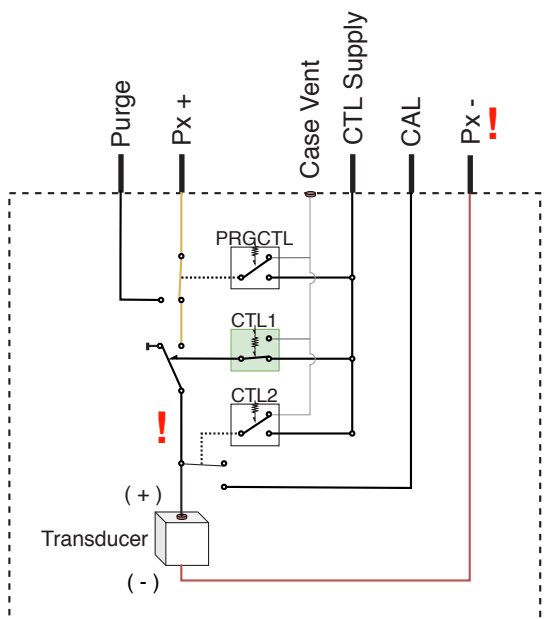 Purge
Px +
Case Vent
CTL Supply
CAL
Px -
!
PRGCTL
CTL1
CTL2
!
( + )
Transducer
( - )